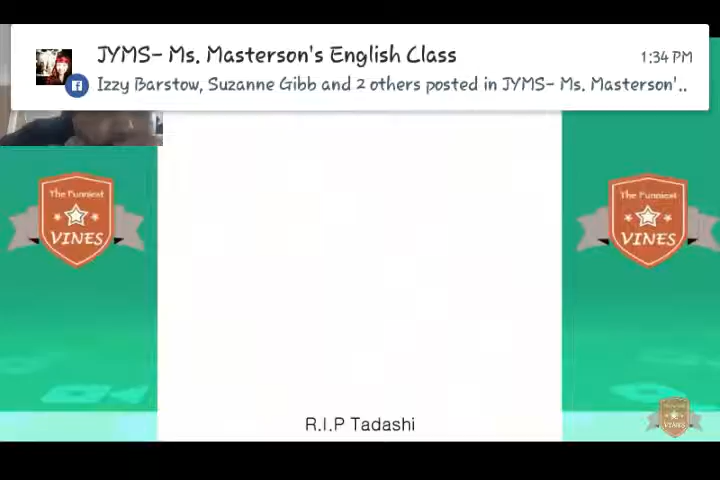 JYMS- Ms. Masterson's English Class
1:34 PM
Izzy Barstow, Suzanne Gibb and 2 others posted in JYMS- Ms. Masterson'..
The Funniest
VINES
The Funniest
VINES
R.I.P Tadashi
VINES